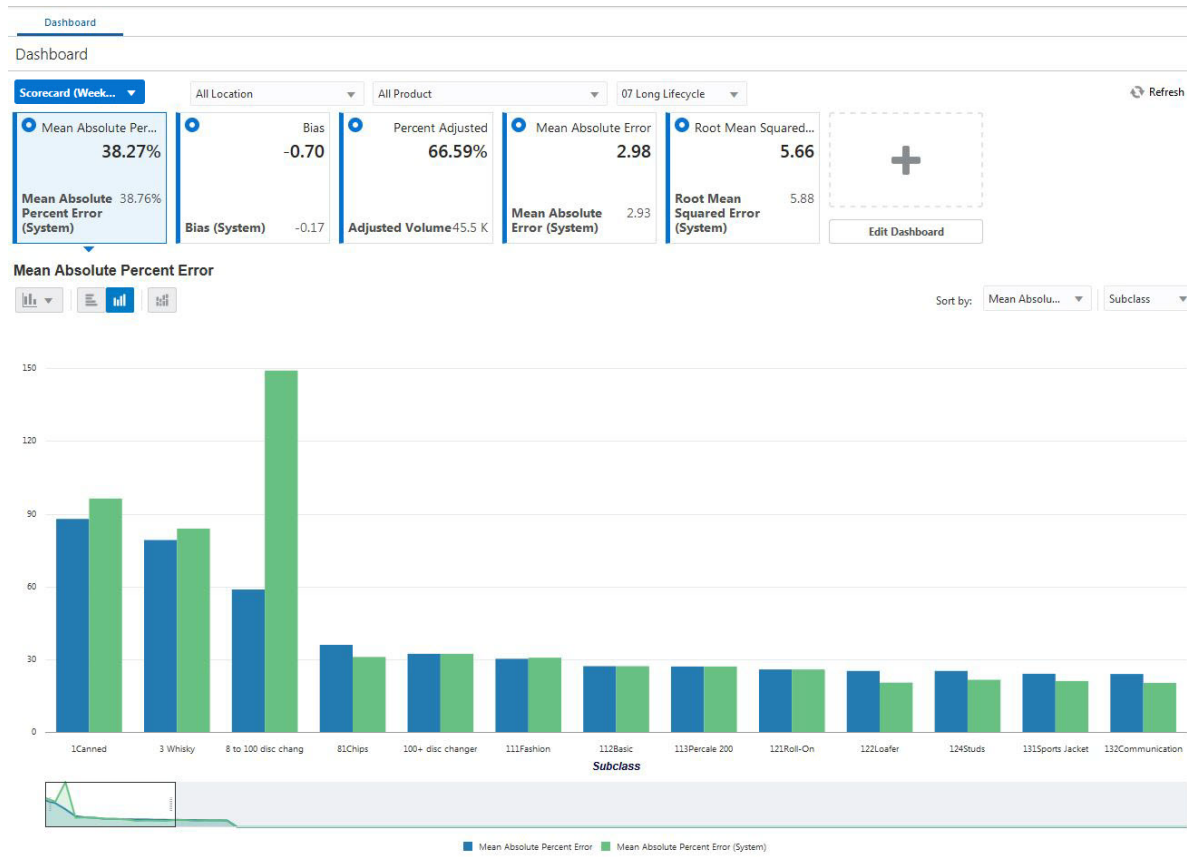 Dashboard
Dashboard
Scorecard (Week...
All Location
All Product
07 Long Lifecycle
Refresh
Mean Absolute Per...
38.27%
Mean Absolute 38.76%
Percent Error
(System)
Bias
-0.70
Bias (System) -0.17
Percent Adjusted
66.59%
Adjusted Volume 45.5 K
Mean Absolute Error
2.98
Mean Absolute 2.93
Error (System)
Root Mean Squared...
5.66
Root Mean 5.88
Squared Error
(System)
Edit Dashboard
Mean Absolute Percent Error
Sort by: Mean Absolu... Subclass
150
120
90
60
30
0
1Canned 3 Whisky 8 to 100 disc chang 81Chips 100+ disc changer 111Fashion 112Basic 113Percale 200 121Roll-On 122Loafer 124Studs 131Sports Jacket 132Communication
Subclass
Mean Absolute Percent Error Mean Absolute Percent Error (System)